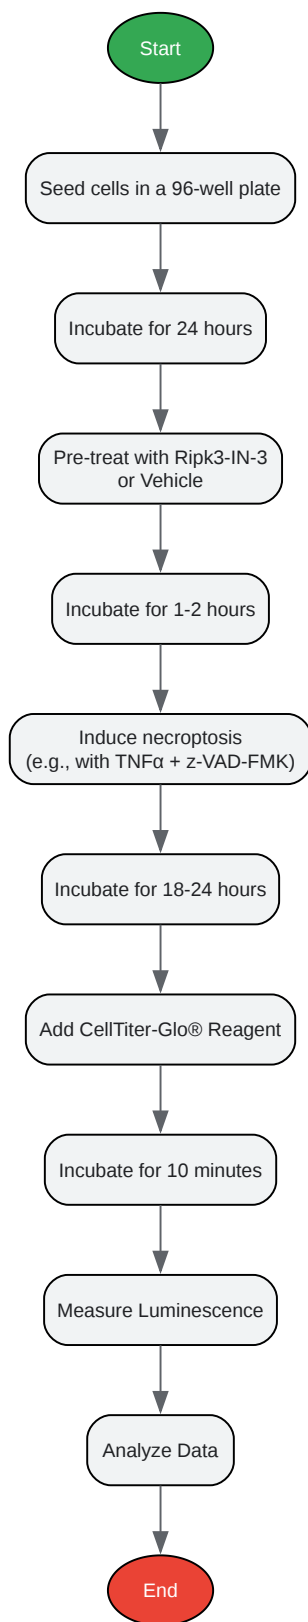 Start
Seed cells in a 96-well plate
Incubate for 24 hours
Pre-treat with Ripk3-IN-3
or Vehicle
Incubate for 1-2 hours
Induce necroptosis
(e.g., with TNFα + z-VAD-FMK)
Incubate for 18-24 hours
Add CellTiter-Glo® Reagent
Incubate for 10 minutes
Measure Luminescence
Analyze Data
End